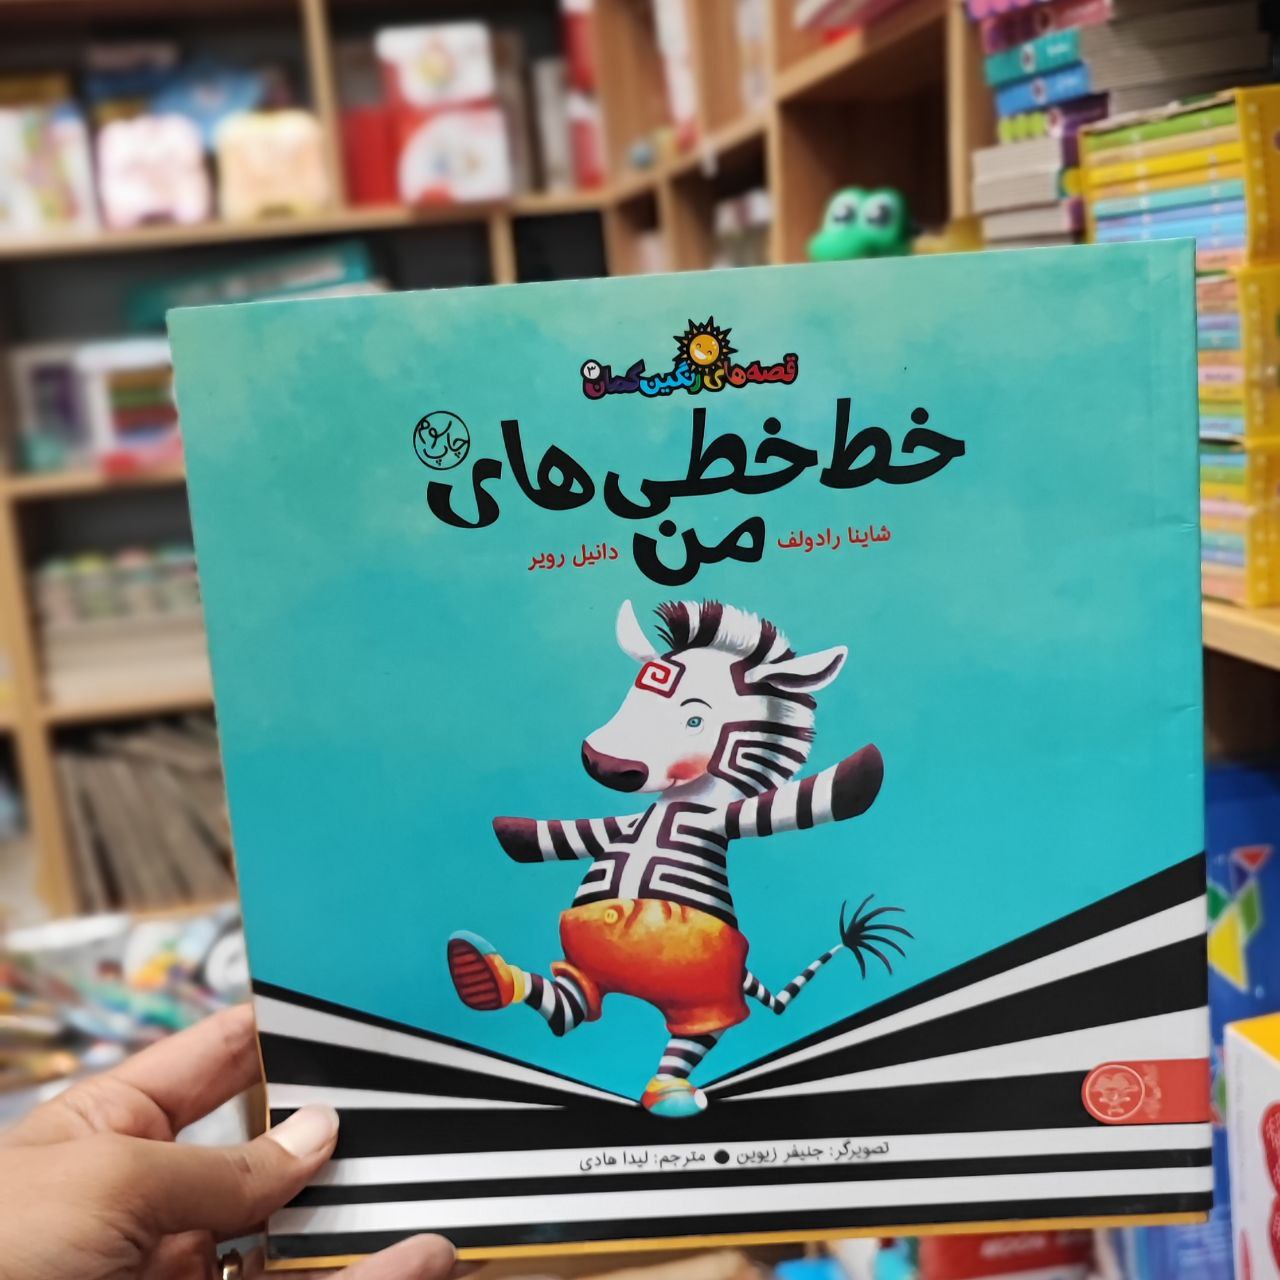 قصه‌های رنگین‌کمان ۳
خط‌خطی‌های
چاپ سوم
من
شاینا رادولف
دانیل رویر
تصویرگر: جنیفر زیوین ● مترجم: لیدا هادی